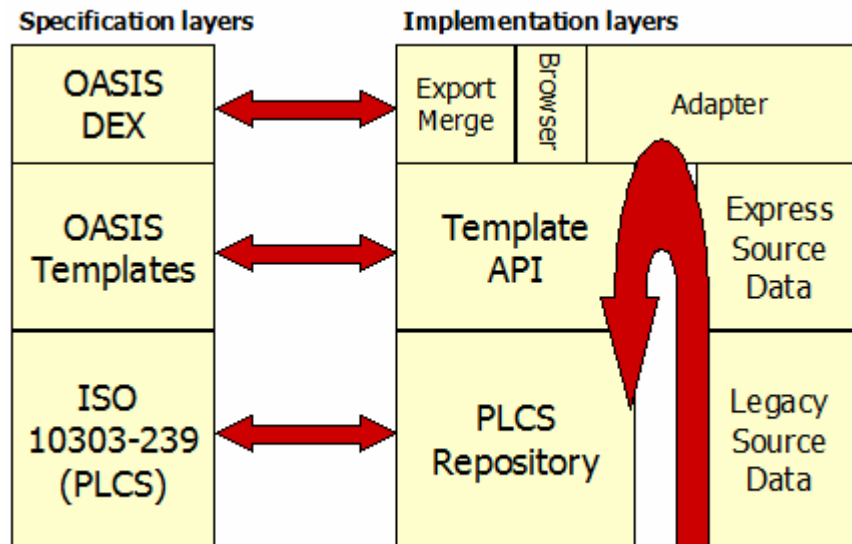 Specification layers
Implementation layers
OASIS
DEX
Export
Merge
Browser
Adapter
OASIS
Templates
Template
API
Express
Source
Data
ISO
10303-239
(PLCS)
PLCS
Repository
Legacy
Source
Data